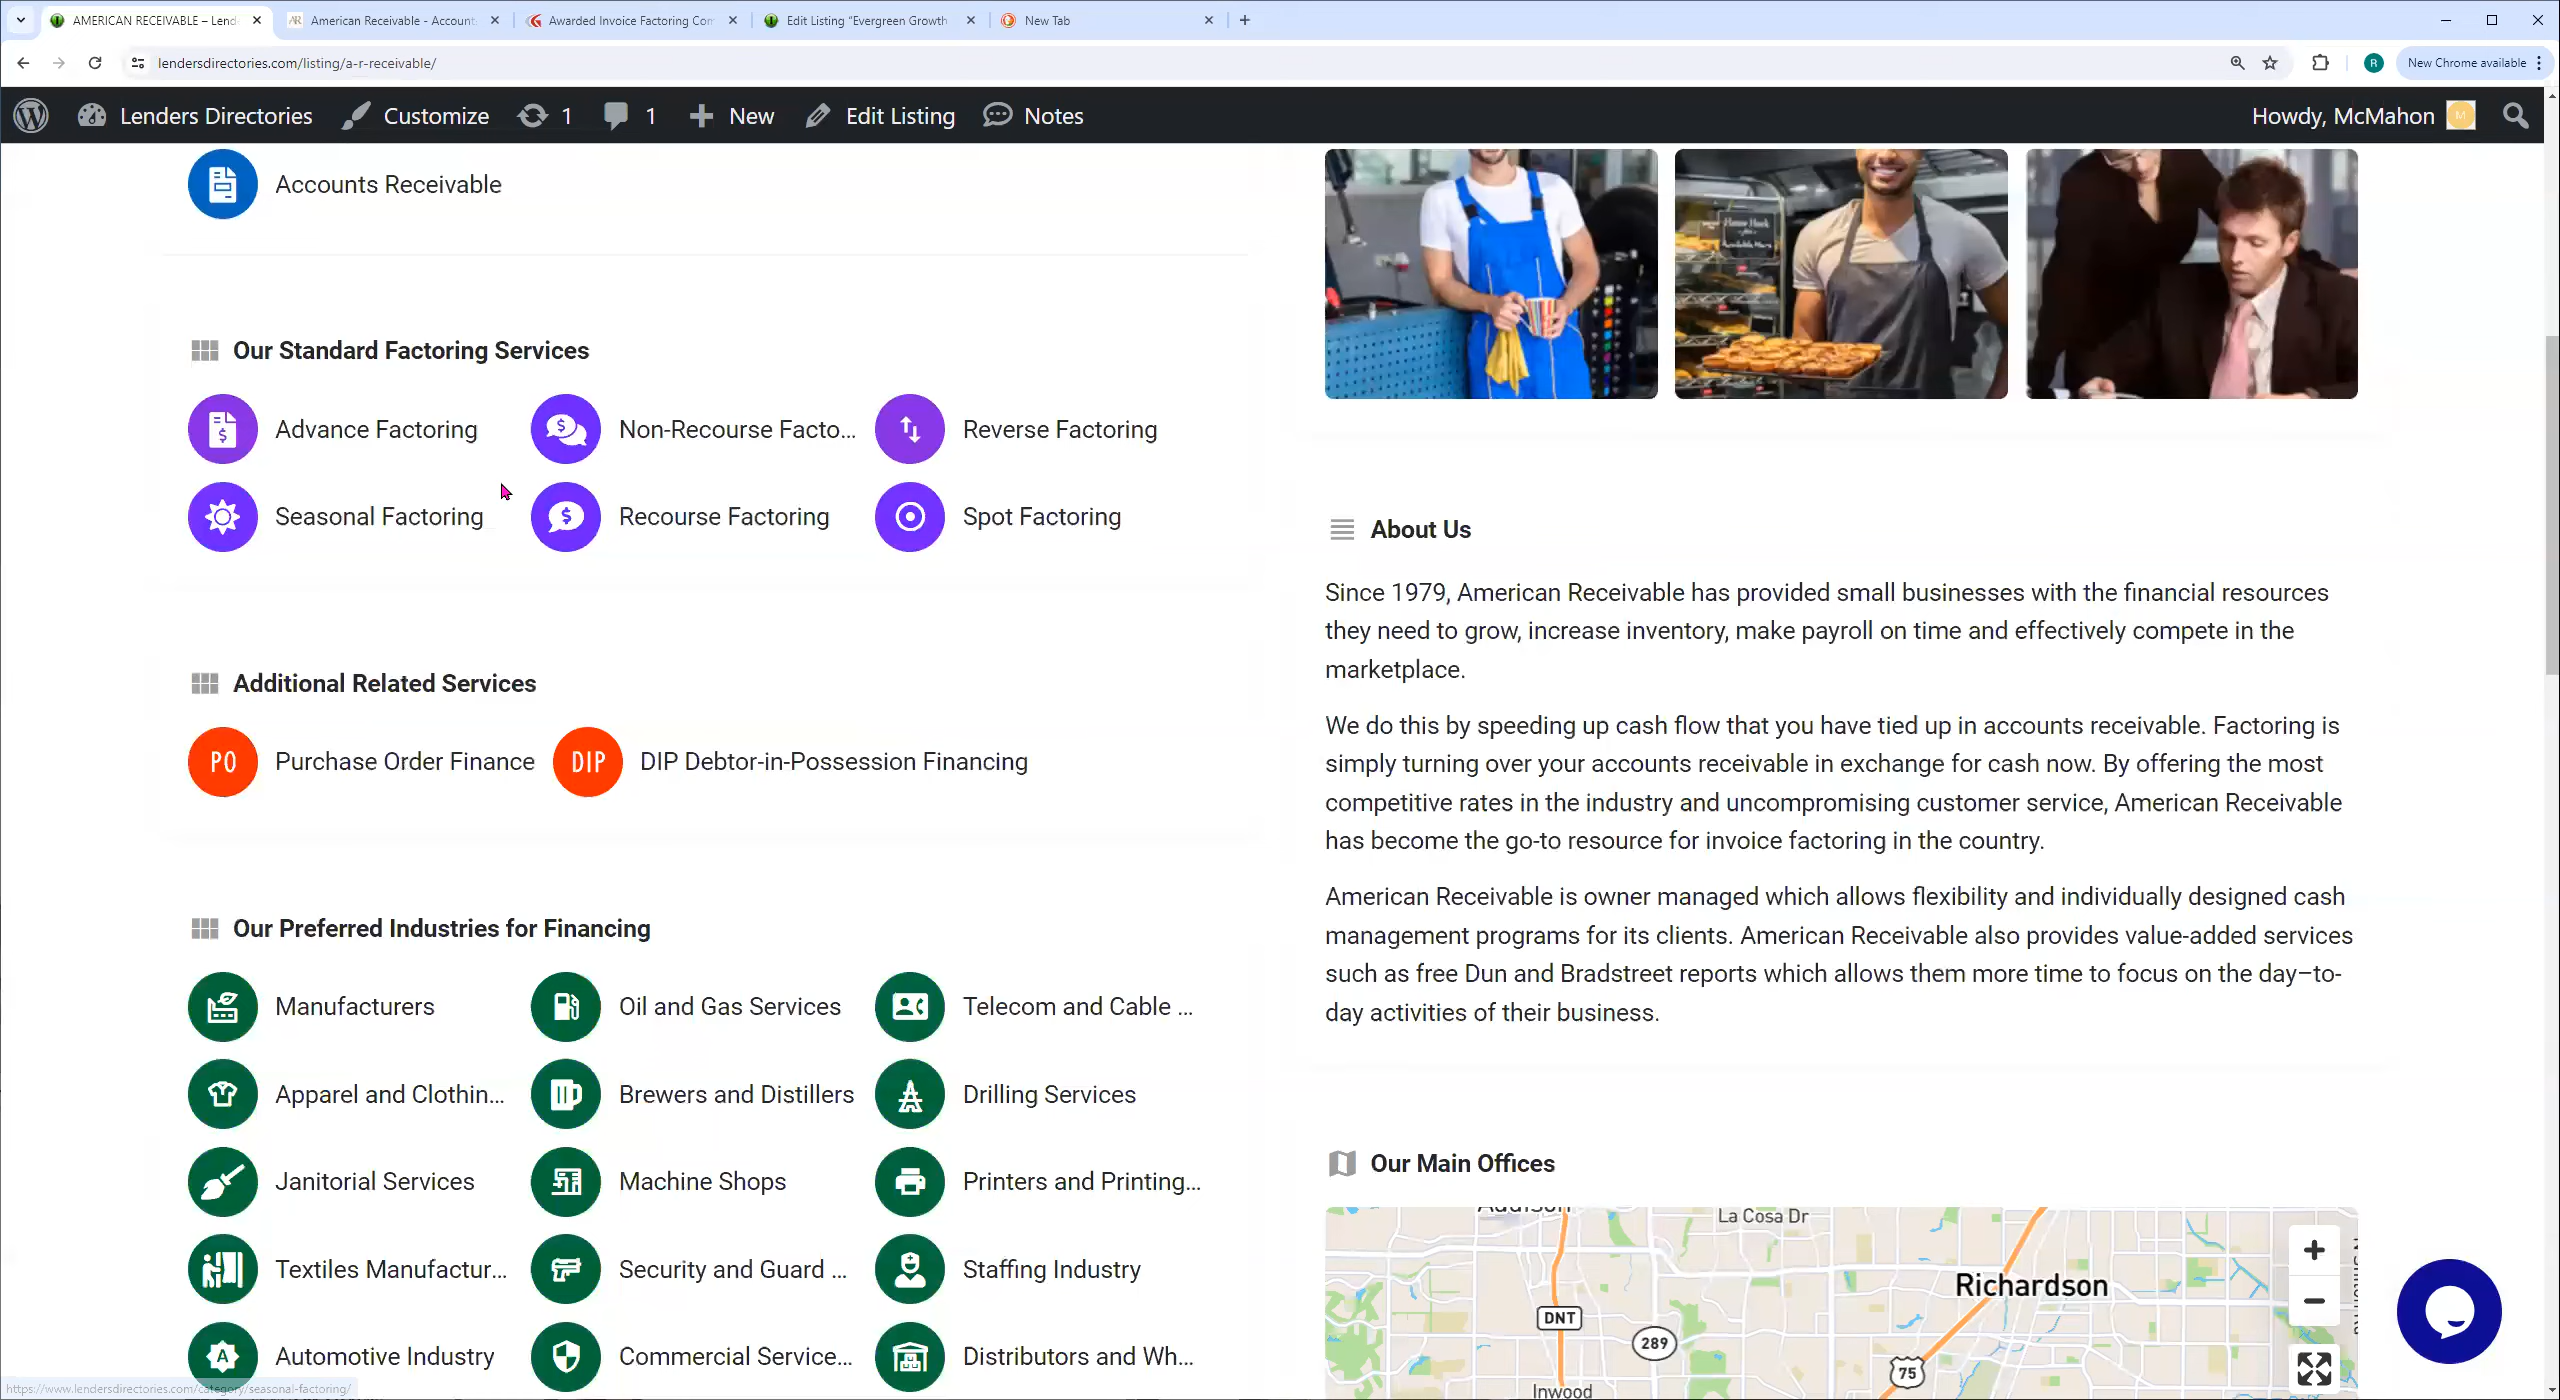 AMERICAN RECEIVABLE – Lend
American Receivable - Account
Awarded Invoice Factoring Com
Edit Listing "Evergreen Growth
New Tab
lendersdirectories.com/listing/a-r-receivable/
R
New Chrome available
Lenders Directories
Customize
1
1
New
Edit Listing
Notes
Howdy, McMahon
Accounts Receivable
Our Standard Factoring Services
Advance Factoring
Non-Recourse Facto...
Reverse Factoring
Seasonal Factoring
Recourse Factoring
Spot Factoring
Additional Related Services
PO
Purchase Order Finance
DIP
DIP Debtor-in-Possession Financing
Our Preferred Industries for Financing
Manufacturers
Oil and Gas Services
Telecom and Cable ...
Apparel and Clothin...
Brewers and Distillers
Drilling Services
Janitorial Services
Machine Shops
Printers and Printing...
Textiles Manufactur...
Security and Guard ...
Staffing Industry
Automotive Industry
Commercial Service...
Distributors and Wh...
https://www.lendersdirectories.com/category/seasonal-factoring/
About Us
Since 1979, American Receivable has provided small businesses with the financial resources
they need to grow, increase inventory, make payroll on time and effectively compete in the
marketplace.
We do this by speeding up cash flow that you have tied up in accounts receivable. Factoring is
simply turning over your accounts receivable in exchange for cash now. By offering the most
competitive rates in the industry and uncompromising customer service, American Receivable
has become the go-to resource for invoice factoring in the country.
American Receivable is owner managed which allows flexibility and individually designed cash
management programs for its clients. American Receivable also provides value-added services
such as free Dun and Bradstreet reports which allows them more time to focus on the day–to-
day activities of their business.
Our Main Offices
Addison
La Cosa Dr
Richardson
DNT
289
75
Inwood